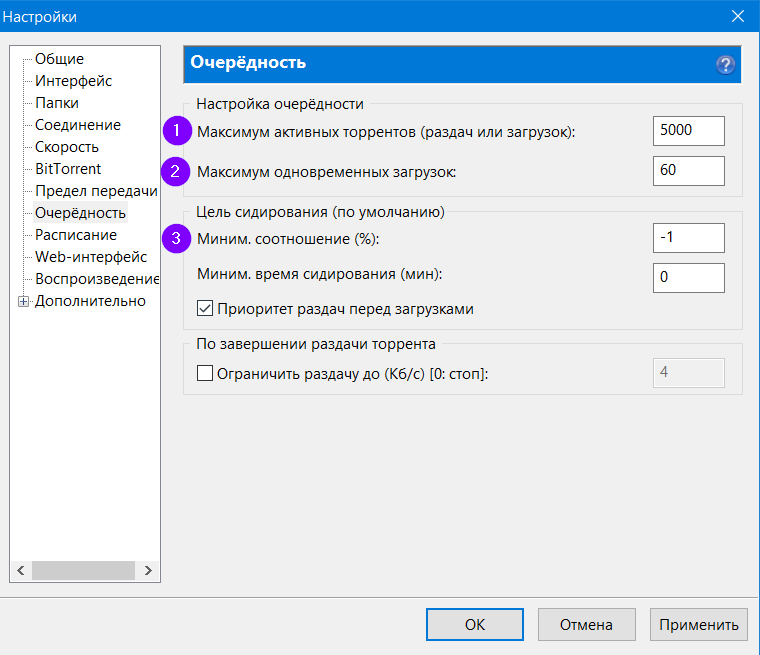 Настройки
Общие
Интерфейс
Папки
Соединение
Скорость
BitTorrent
Предел передачи
Очерёдность
Расписание
Web-интерфейс
Воспроизведение
Дополнительно
Очерёдность
?
Настройка очерёдности
1 Максимум активных торрентов (раздач или загрузок): 5000
2 Максимум одновременных загрузок: 60
Цель сидирования (по умолчанию)
3 Миним. соотношение (%): -1
Миним. время сидирования (мин): 0
Приоритет раздач перед загрузками
По завершении раздачи торрента
Ограничить раздачу до (Кб/с) [0: стоп]: 4
OK Отмена Применить